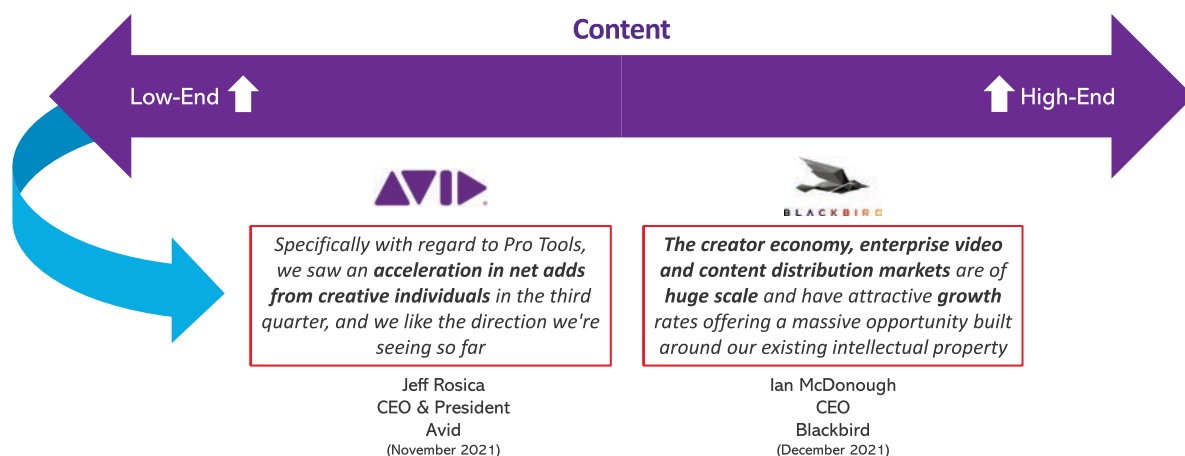 Content
Low-End
High-End
AVID
Specifically with regard to Pro Tools,
we saw an acceleration in net adds
from creative individuals in the third
quarter, and we like the direction we're
seeing so far
Jeff Rosica
CEO & President
Avid
(November 2021)
BLACKBIRD
The creator economy, enterprise video
and content distribution markets are of
huge scale and have attractive growth
rates offering a massive opportunity built
around our existing intellectual property
Ian McDonough
CEO
Blackbird
(December 2021)